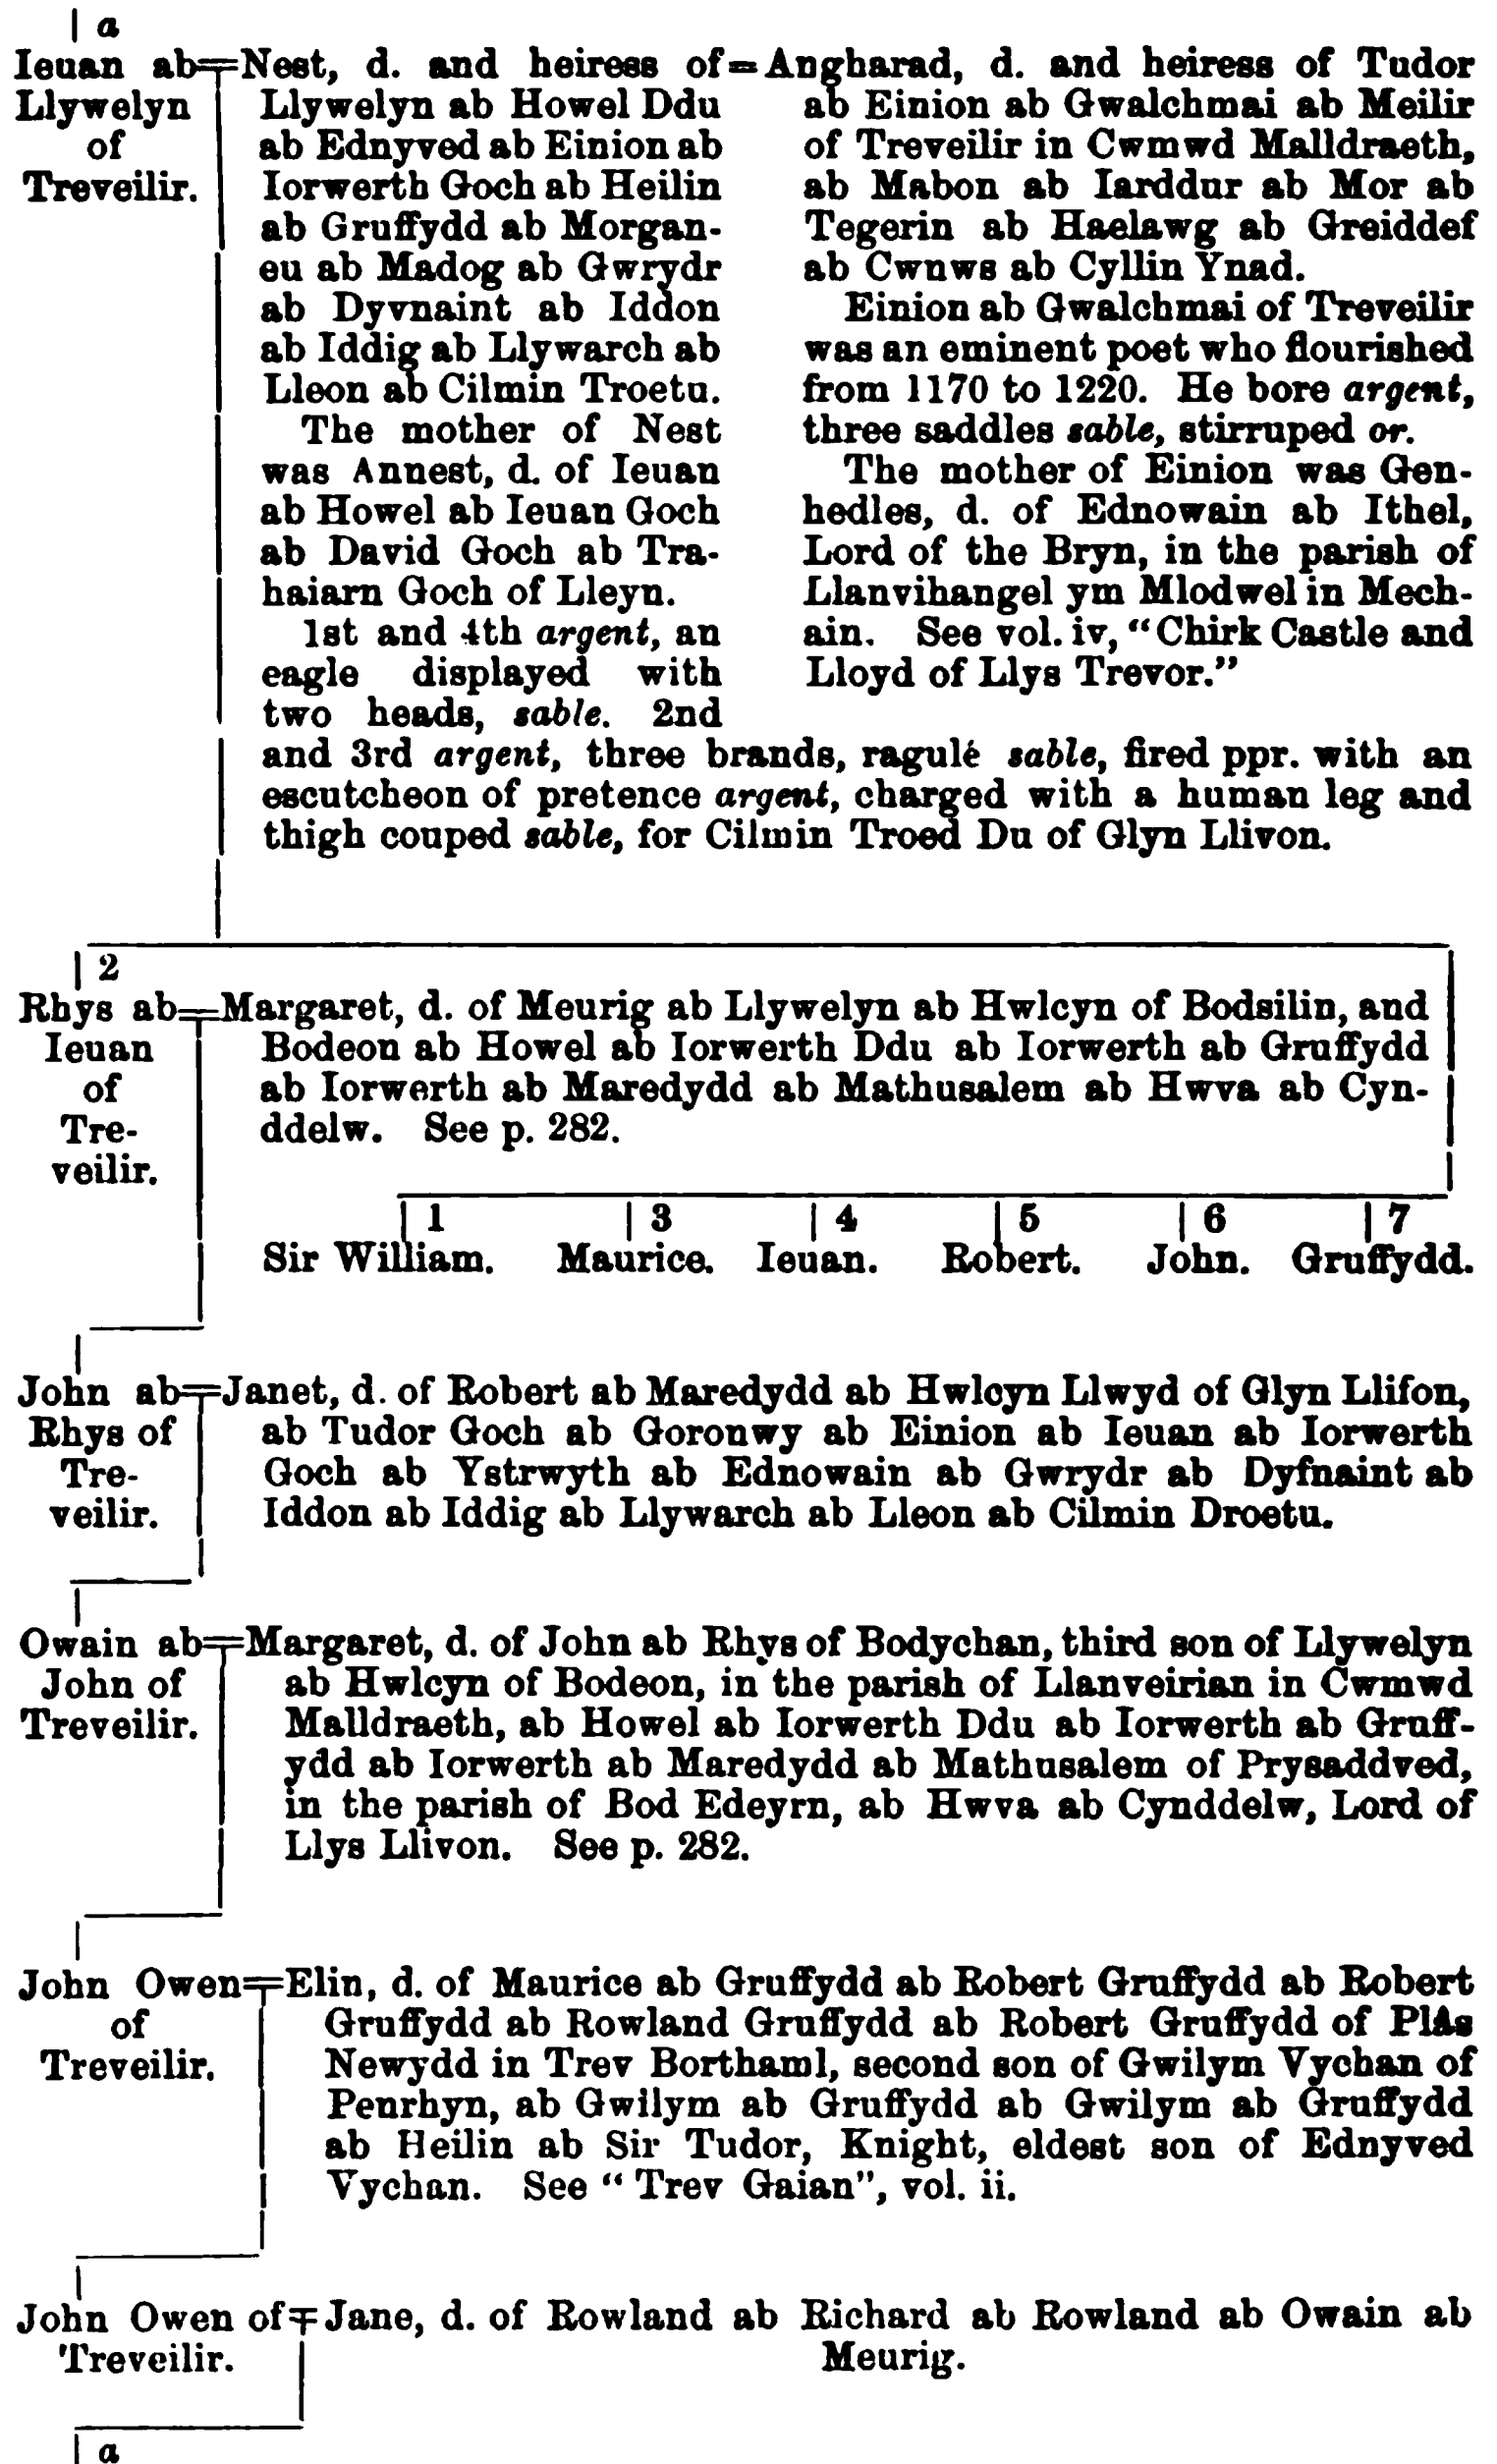 a
Ieuan ab
Llywelyn
of
Treveilir.
Nest, d. and heiress of
Llywelyn ab Howel Ddu
ab Ednyved ab Einion ab
Iorwerth Goch ab Heilin
ab Gruffydd ab Morgan-
eu ab Madog ab Gwrydr
ab Dyvnaint ab Iddon
ab Iddig ab Llywarch ab
Lleon ab Cilmin Troetu.
The mother of Nest
was Annest, d. of Ieuan
ab Howel ab Ieuan Goch
ab David Goch ab Tra-
haiarn Goch of Lleyn.
1st and 4th argent, an
eagle displayed with
two heads, sable. 2nd
and 3rd argent, three brands, ragulé sable, fired ppr. with an
escutcheon of pretence argent, charged with a human leg and
thigh couped sable, for Cilmin Troed Du of Glyn Llivon.
=Angharad, d. and heiress of Tudor
ab Einion ab Gwalchmai ab Meilir
of Treveilir in Cwmwd Malldraeth,
ab Mabon ab Iarddur ab Mor ab
Tegerin ab Haelawg ab Greiddef
ab Cwnws ab Cyllin Ynad.
Einion ab Gwalchmai of Treveilir
was an eminent poet who flourished
from 1170 to 1220. He bore argent,
three saddles sable, stirruped or.
The mother of Einion was Gen-
hedles, d. of Ednowain ab Ithel,
Lord of the Bryn, in the parish of
Llanvihangel ym Mlodwel in Mech-
ain. See vol. iv, "Chirk Castle and
Lloyd of Llys Trevor."
2
Rhys ab
Ieuan
of
Tre-
veilir.
Margaret, d. of Meurig ab Llywelyn ab Hwlcyn of Bodsilin, and
Bodeon ab Howel ab Iorwerth Ddu ab Iorwerth ab Gruffydd
ab Iorwerth ab Maredydd ab Mathusalem ab Hwva ab Cyn-
ddelw. See p. 282.
1 3 4 5 6 7
Sir William. Maurice. Ieuan. Robert. John. Gruffydd.
John ab
Rhys of
Tre-
veilir.
Janet, d. of Robert ab Maredydd ab Hwlcyn Llwyd of Glyn Llifon,
ab Tudor Goch ab Goronwy ab Einion ab Ieuan ab Iorwerth
Goch ab Ystrwyth ab Ednowain ab Gwrydr ab Dyfnaint ab
Iddon ab Iddig ab Llywarch ab Lleon ab Cilmin Droetu.
Owain ab
John of
Treveilir.
Margaret, d. of John ab Rhys of Bodychan, third son of Llywelyn
ab Hwlcyn of Bodeon, in the parish of Llanveirian in Cwmwd
Malldraeth, ab Howel ab Iorwerth Ddu ab Iorwerth ab Gruff-
ydd ab Iorwerth ab Maredydd ab Mathusalem of Prysaddved,
in the parish of Bod Edeyrn, ab Hwva ab Cynddelw, Lord of
Llys Llivon. See p. 282.
John Owen
of
Treveilir.
Elin, d. of Maurice ab Gruffydd ab Robert Gruffydd ab Robert
Gruffydd ab Rowland Gruffydd ab Robert Gruffydd of Plâs
Newydd in Trev Borthaml, second son of Gwilym Vychan of
Penrhyn, ab Gwilym ab Gruffydd ab Gwilym ab Gruffydd
ab Heilin ab Sir Tudor, Knight, eldest son of Ednyved
Vychan. See "Trev Gaian", vol. ii.
John Owen of
Treveilir.
Jane, d. of Rowland ab Richard ab Rowland ab Owain ab
Meurig.
a